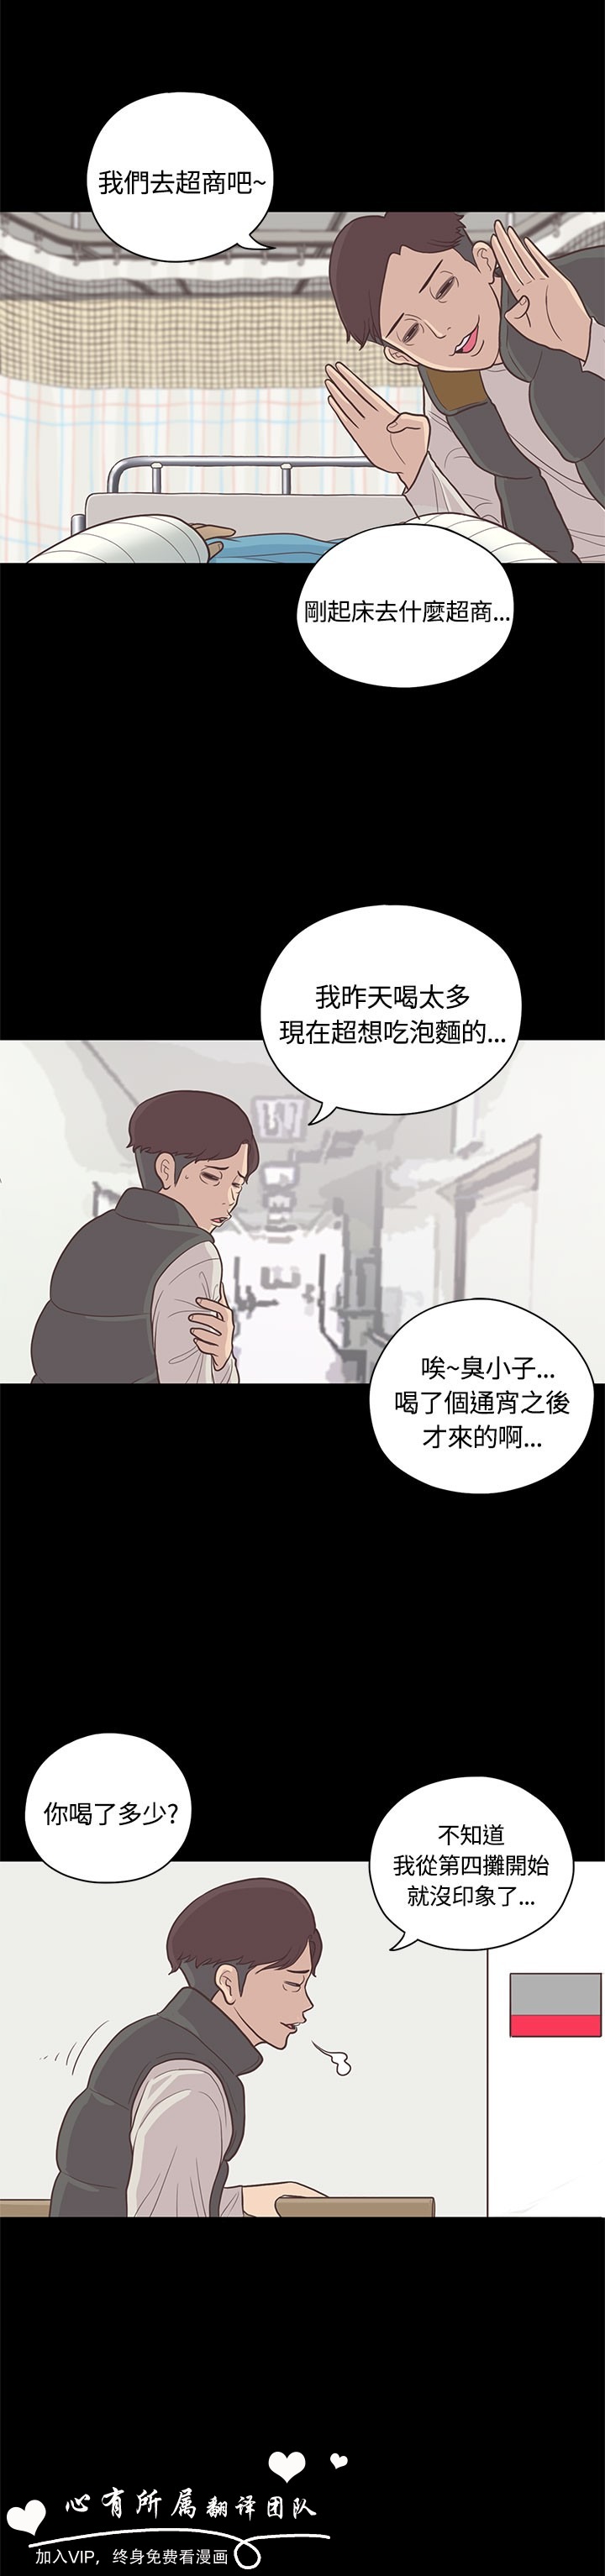 我們去超商吧~
剛起床去什麼超商...
我昨天喝太多
現在超想吃泡麵的...
唉~臭小子...
喝了個通宵之後
才來的啊...
你喝了多少?
不知道
我從第四攤開始
就沒印象了...
心有所属翻译团队
加入VIP，终身免费看漫画